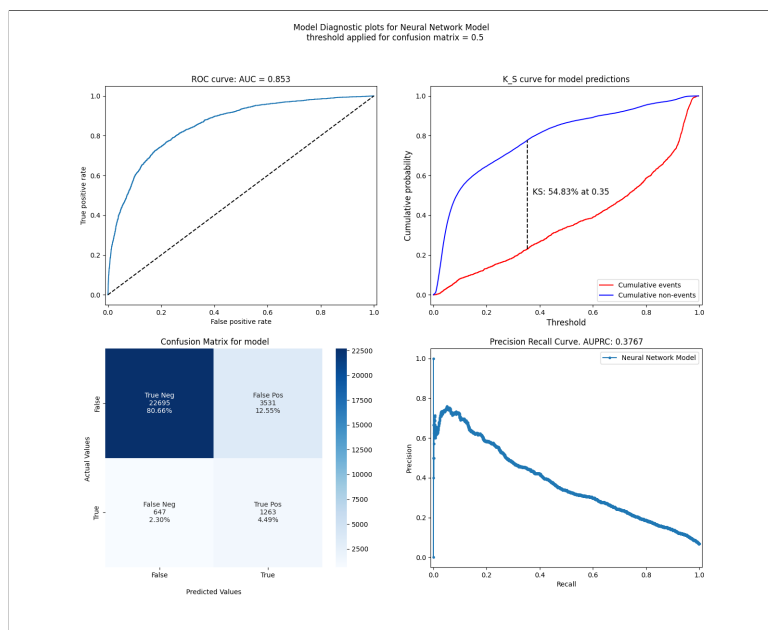 Model Diagnostic plots for Neural Network Model
threshold applied for confusion matrix = 0.5
ROC curve: AUC = 0.853
1.0
0.8
0.6
0.4
0.2
0.0
True positive rate
0.0 0.2 0.4 0.6 0.8 1.0
False positive rate
K_S curve for model predictions
1.0
0.8
0.6
0.4
0.2
0.0
Cumulative probability
KS: 54.83% at 0.35
Cumulative events
Cumulative non-events
0.0 0.2 0.4 0.6 0.8 1.0
Threshold
Confusion Matrix for model
Actual Values
False
True
True Neg
22695
80.66%
False Pos
3531
12.55%
False Neg
647
2.30%
True Pos
1263
4.49%
False True
Predicted Values
22500
20000
17500
15000
12500
10000
7500
5000
2500
Precision Recall Curve. AUPRC: 0.3767
Neural Network Model
1.0
0.8
0.6
0.4
0.2
0.0
Precision
0.0 0.2 0.4 0.6 0.8 1.0
Recall